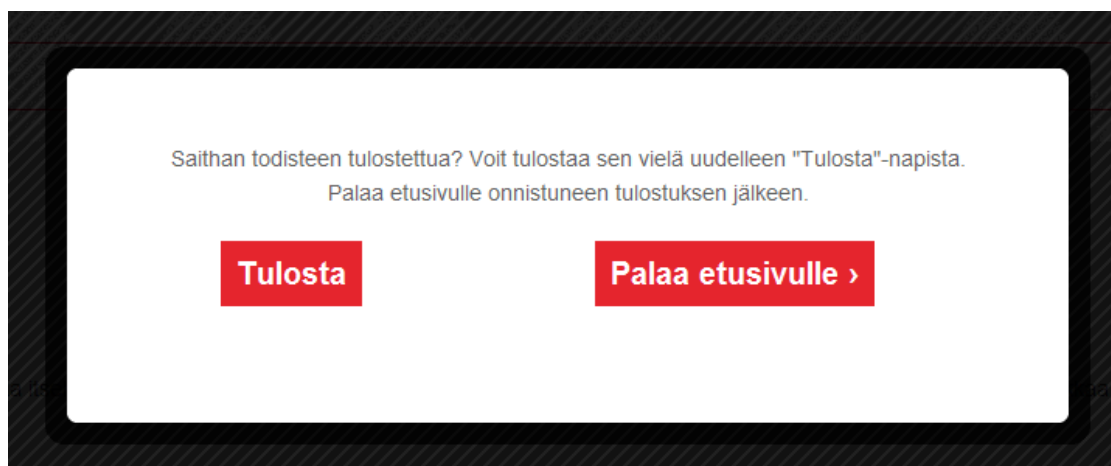 Saithan todisteen tulostettua? Voit tulostaa sen vielä uudelleen "Tulosta"-napista.
Palaa etusivulle onnistuneen tulostuksen jälkeen.
Tulosta
Palaa etusivulle ›